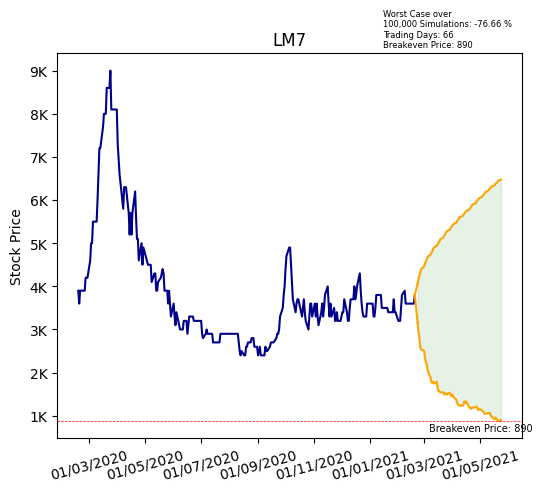 Worst Case over
100,000 Simulations: -76.66 %
Trading Days: 66
Breakeven Price: 890
LM7
Stock Price
9K
8K
7K
6K
5K
4K
3K
2K
1K
Breakeven Price: 890
01/03/2020
01/05/2020
01/07/2020
01/09/2020
01/11/2020
01/01/2021
01/03/2021
01/05/2021